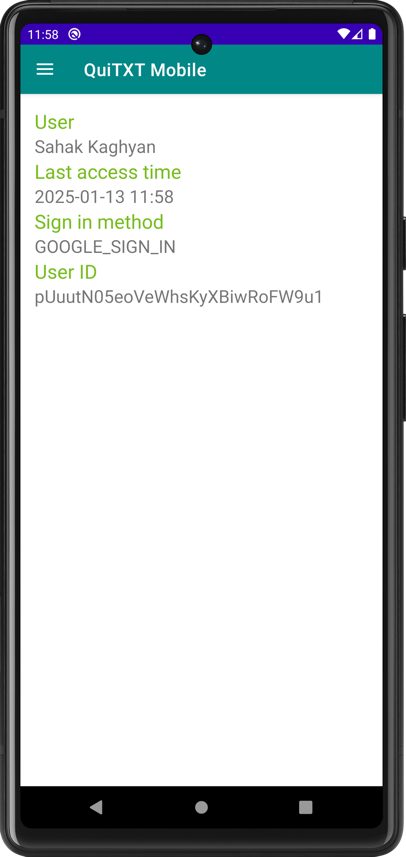 11:58
QuiTXT Mobile
User
Sahak Kaghyan
Last access time
2025-01-13 11:58
Sign in method
GOOGLE_SIGN_IN
User ID
pUuutN05eoVeWhsKyXBiwRoFW9u1